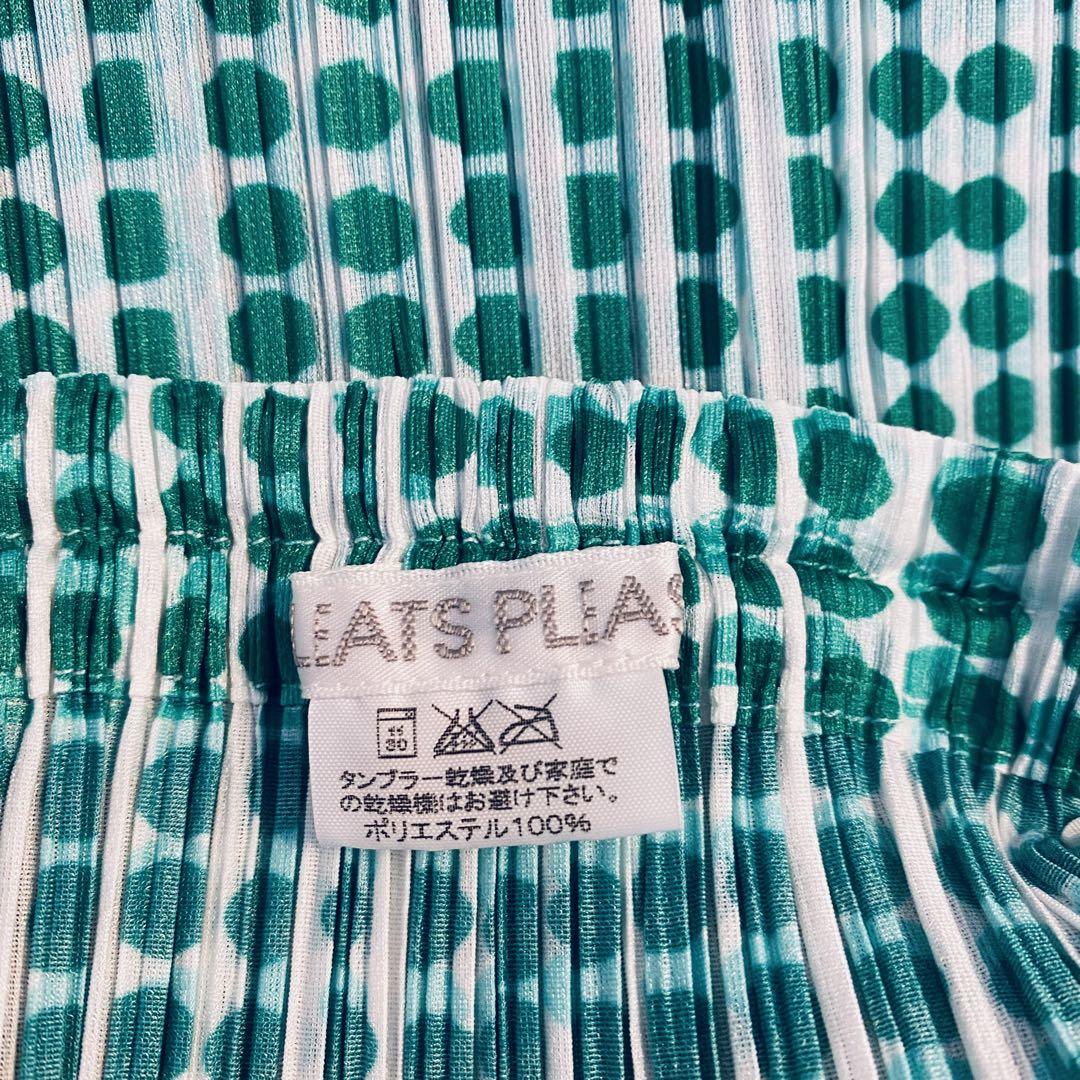 LEATS PLEAS
30
タンブラー乾燥及び家庭で
の乾燥機はお避け下さい。
ポリエステル100%